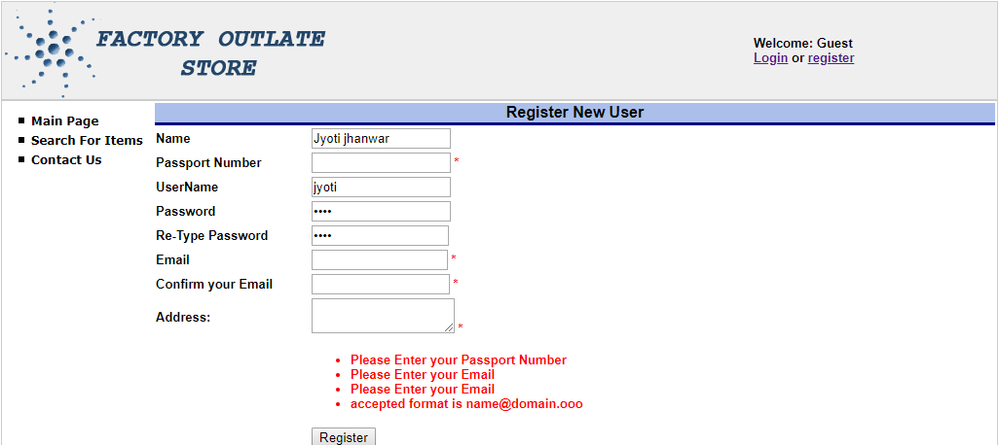 FACTORY OUTLATE
STORE
Welcome: Guest
Login or register
Main Page
Search For Items
Contact Us
Register New User
Name Jyoti jhanwar
Passport Number *
UserName jyoti
Password ••••
Re-Type Password ••••
Email *
Confirm your Email *
Address: *
• Please Enter your Passport Number
• Please Enter your Email
• Please Enter your Email
• accepted format is name@domain.ooo
Register